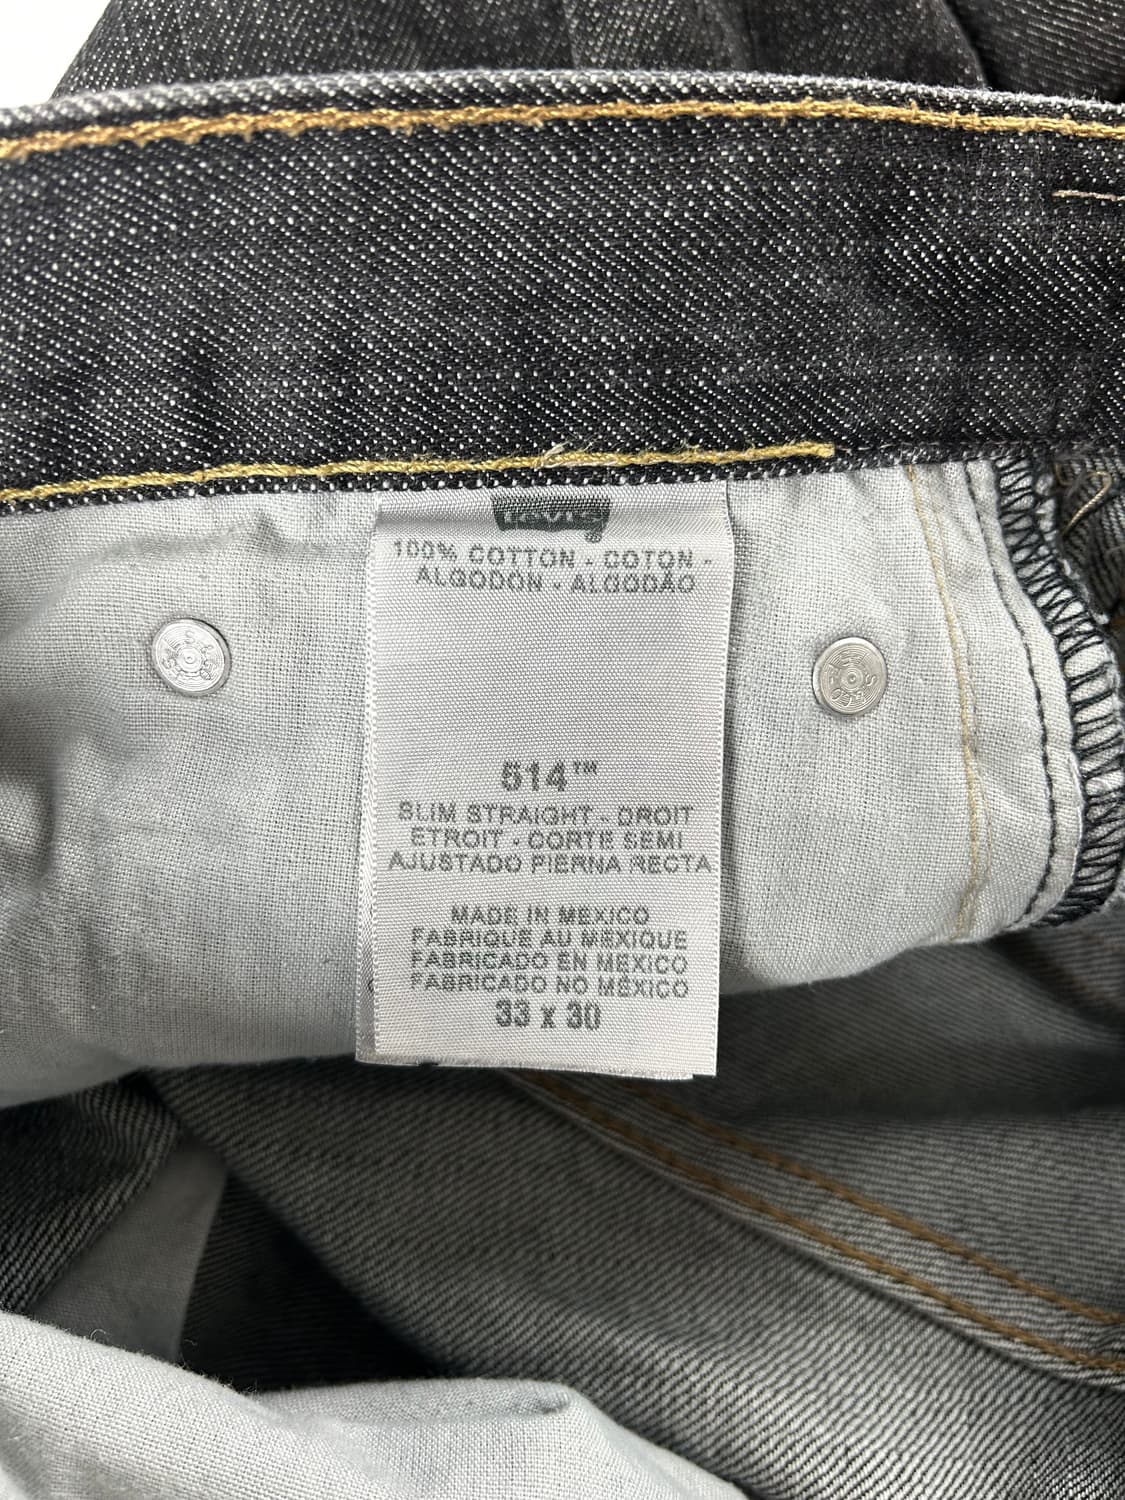 Levi's
®
100% COTTON - COTON -
ALGODON - ALGODÃO
514™
SLIM STRAIGHT - DROIT
ETROIT - CORTE SEMI
AJUSTADO PIERNA RECTA
MADE IN MEXICO
FABRIQUE AU MEXIQUE
FABRICADO EN MEXICO
FABRICADO NO MÉXICO
33 x 30